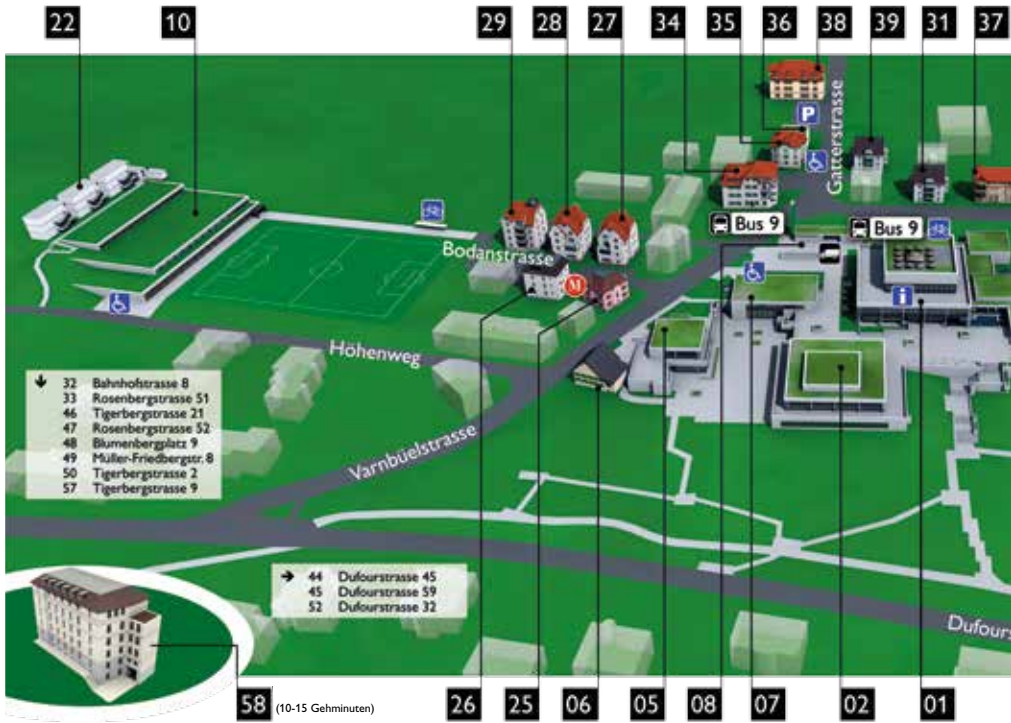 22 10 29 28 27 34 35 36 38 39 31 37
P
Gatterstrasse
Bus 9
Bus 9
Bodanstrasse
M
i
Höhenweg
Varnbüelstrasse
32 Bahnhofstrasse 8
33 Rosenbergstrasse 51
46 Tigerbergstrasse 21
47 Rosenbergstrasse 52
48 Blumenbergplatz 9
49 Müller-Friedbergstr. 8
50 Tigerbergstrasse 2
57 Tigerbergstrasse 9
44 Dufourstrasse 45
45 Dufourstrasse 59
52 Dufourstrasse 32
Dufours
58 (10-15 Gehminuten) 26 25 06 05 08 07 02 01